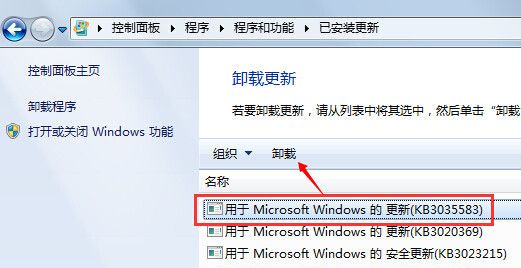 控制面板 ▸ 程序 ▸ 程序和功能 ▸ 已安装更新
控制面板主页
卸载程序
打开或关闭 Windows 功能
卸载更新
若要卸载更新，请从列表中将其选中，然后单击“卸载
组织 卸载
名称
用于 Microsoft Windows 的 更新(KB3035583)
用于 Microsoft Windows 的 更新(KB3020369)
用于 Microsoft Windows 的 安全更新(KB3023215)